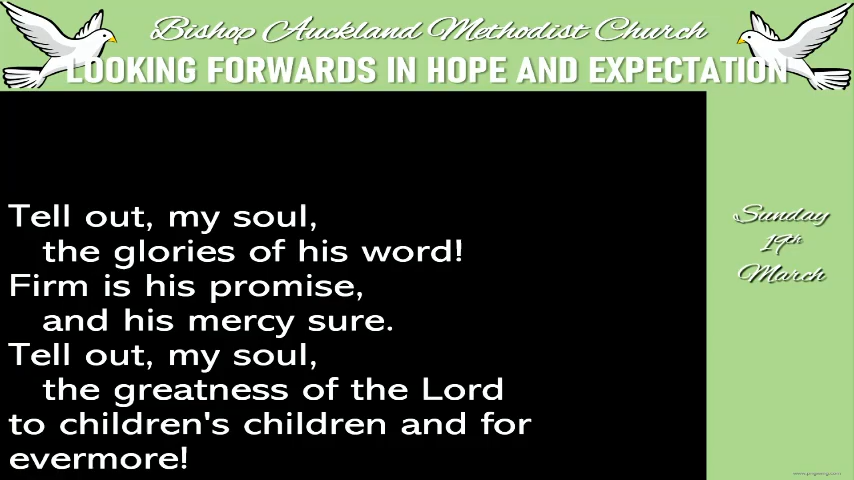 Bishop Auckland Methodist Church
LOOKING FORWARDS IN HOPE AND EXPECTATION
Tell out, my soul,
the glories of his word!
Firm is his promise,
and his mercy sure.
Tell out, my soul,
the greatness of the Lord
to children's children and for
evermore!
Sunday
19th
March